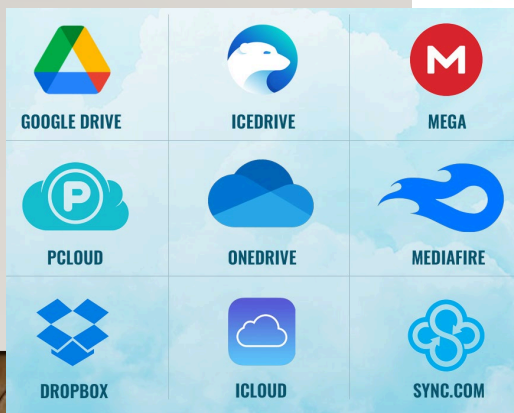 GOOGLE DRIVE
ICEDRIVE
MEGA
PCLOUD
ONEDRIVE
MEDIAFIRE
DROPBOX
ICLOUD
SYNC.COM